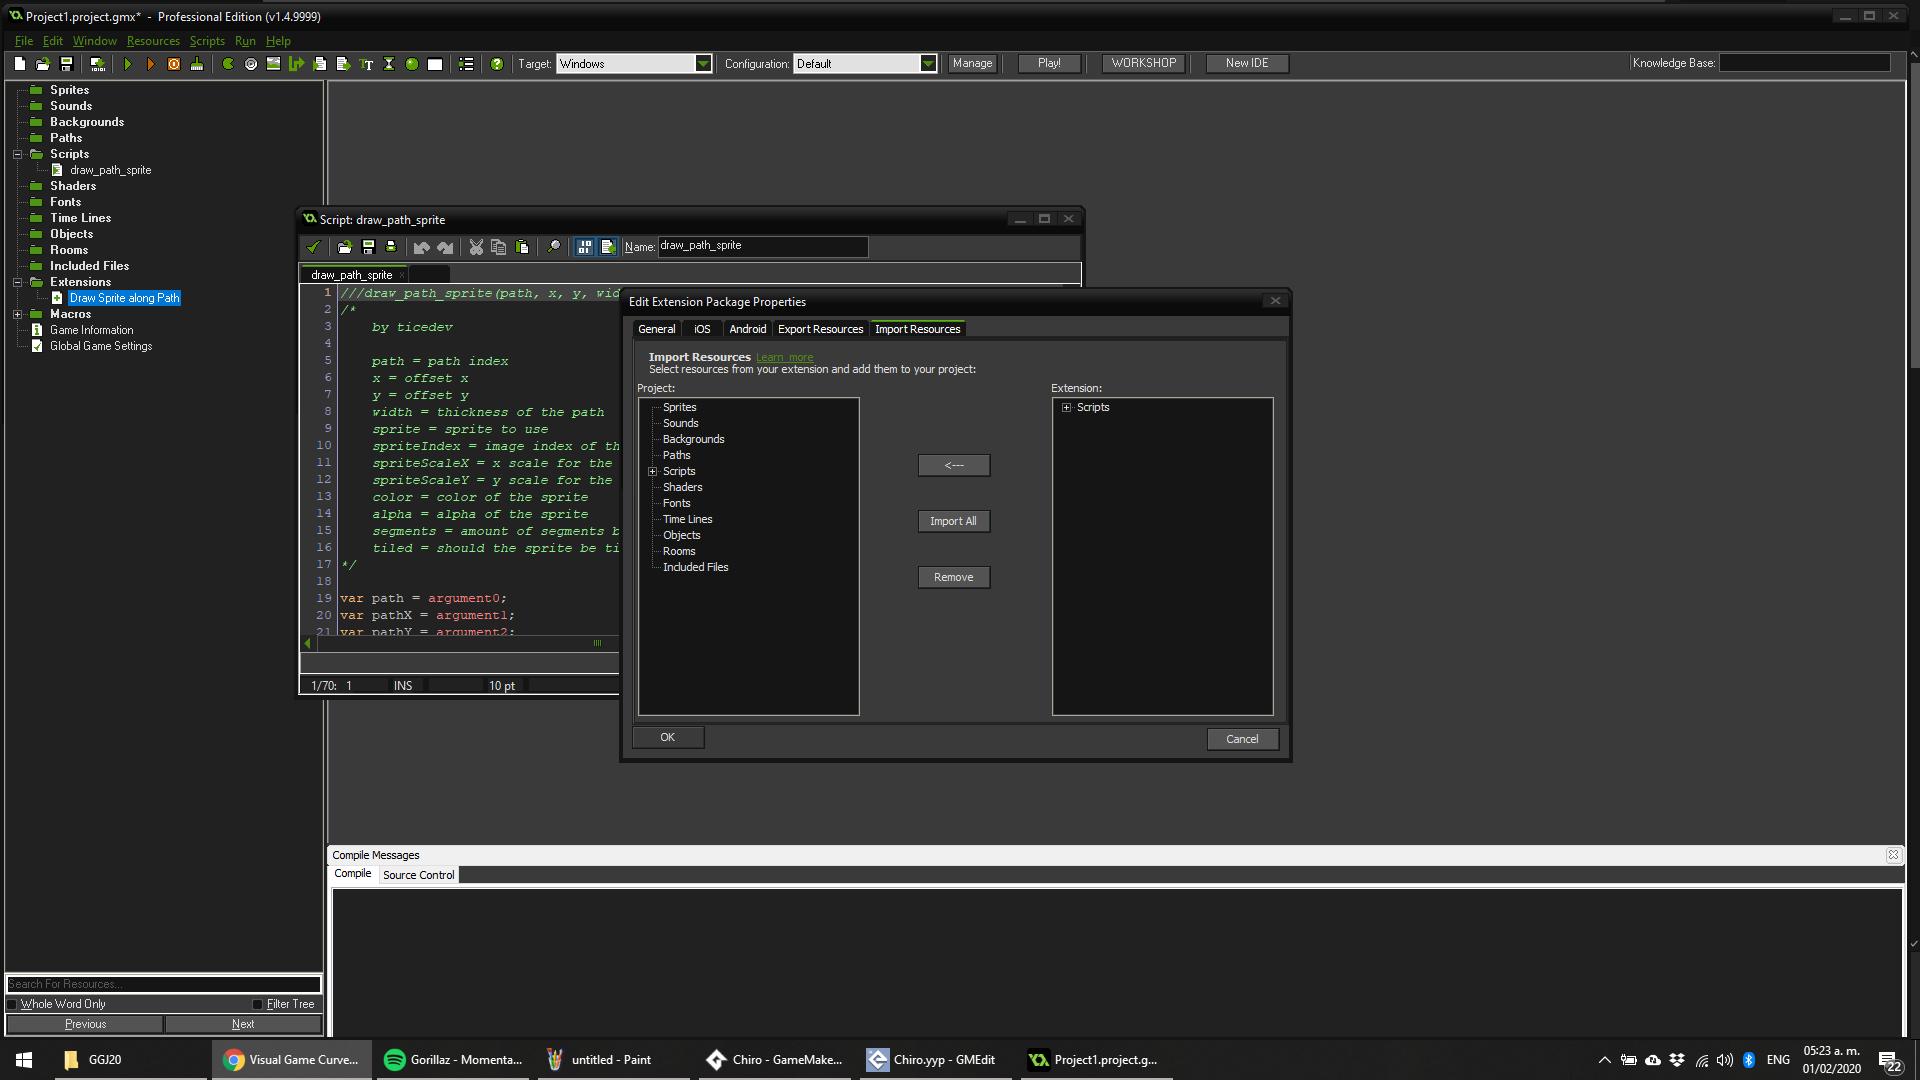 Project1.project.gmx*  -  Professional Edition (v1.4.9999)
File Edit Window Resources Scripts Run Help
Target: Windows Configuration: Default Manage Play! WORKSHOP New IDE Knowledge Base:
Sprites
Sounds
Backgrounds
Paths
Scripts
draw_path_sprite
Shaders
Fonts
Time Lines
Objects
Rooms
Included Files
Extensions
Draw Sprite along Path
Macros
Game Information
Global Game Settings
Search For Resources...
Whole Word Only Filter Tree
Previous Next
Script: draw_path_sprite
Name: draw_path_sprite
draw_path_sprite
1 ///draw_path_sprite(path, x, y, wid
2 /*
3 by ticedev
4
5 path = path index
6 x = offset x
7 y = offset y
8 width = thickness of the path
9 sprite = sprite to use
10 spriteIndex = image index of th
11 spriteScaleX = x scale for the
12 spriteScaleY = y scale for the
13 color = color of the sprite
14 alpha = alpha of the sprite
15 segments = amount of segments b
16 tiled = should the sprite be ti
17 */
18
19 var path = argument0;
20 var pathX = argument1;
21 var pathY = argument2;
1/70: 1 INS 10 pt
Edit Extension Package Properties
General iOS Android Export Resources Import Resources
Import Resources Learn more
Select resources from your extension and add them to your project:
Project:
Sprites
Sounds
Backgrounds
Paths
Scripts
Shaders
Fonts
Time Lines
Objects
Rooms
Included Files
<---
Import All
Remove
Extension:
Scripts
OK
Cancel
Compile Messages
Compile Source Control
GGJ20 Visual Game Curve... Gorillaz - Momenta... untitled - Paint Chiro - GameMake... Chiro.yyp - GMEdit Project1.project.g... ENG 05:23 a. m.
01/02/2020 22